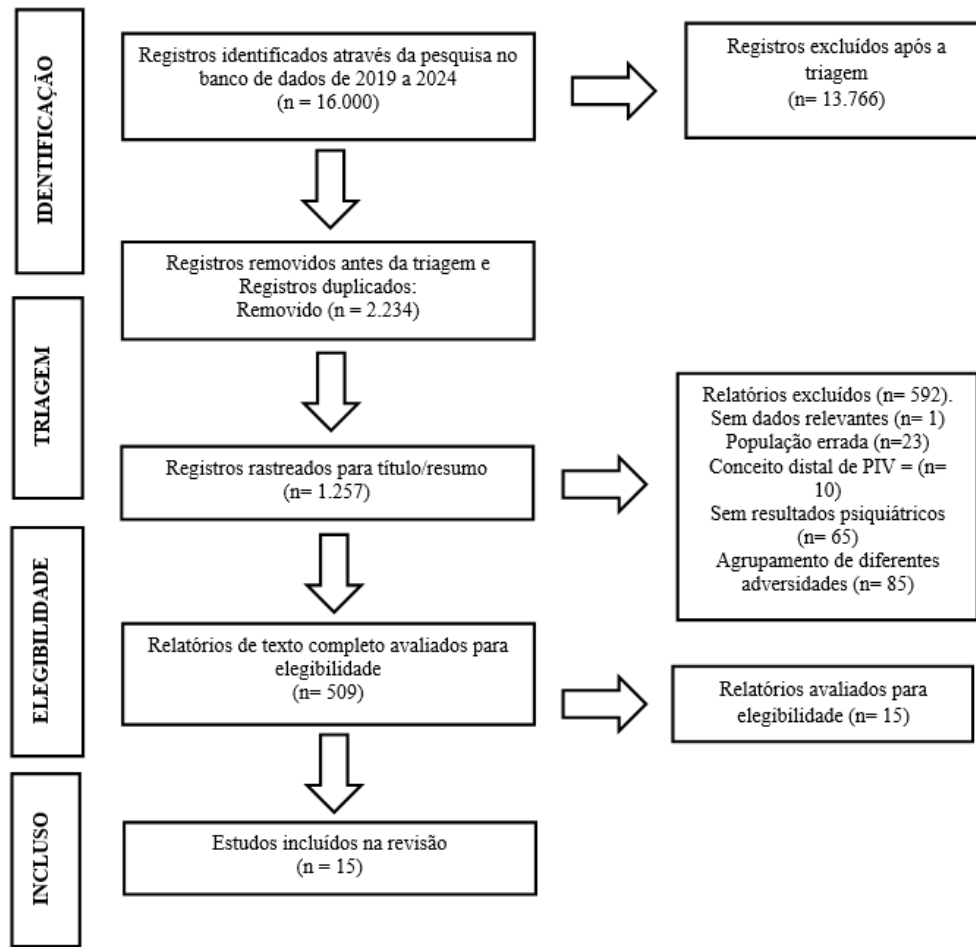 IDENTIFICAÇÃO
Registros identificados através da pesquisa no
banco de dados de 2019 a 2024
(n = 16.000)
Registros excluídos após a
triagem
(n= 13.766)
Registros removidos antes da triagem e
Registros duplicados:
Removido (n = 2.234)
TRIAGEM
Registros rastreados para título/resumo
(n= 1.257)
Relatórios excluídos (n= 592).
Sem dados relevantes (n= 1)
População errada (n=23)
Conceito distal de PIV = (n=
10)
Sem resultados psiquiátricos
(n= 65)
Agrupamento de diferentes
adversidades (n= 85)
ELEGIBILIDADE
Relatórios de texto completo avaliados para
elegibilidade
(n= 509)
Relatórios avaliados para
elegibilidade (n= 15)
INCLUSO
Estudos incluídos na revisão
(n = 15)